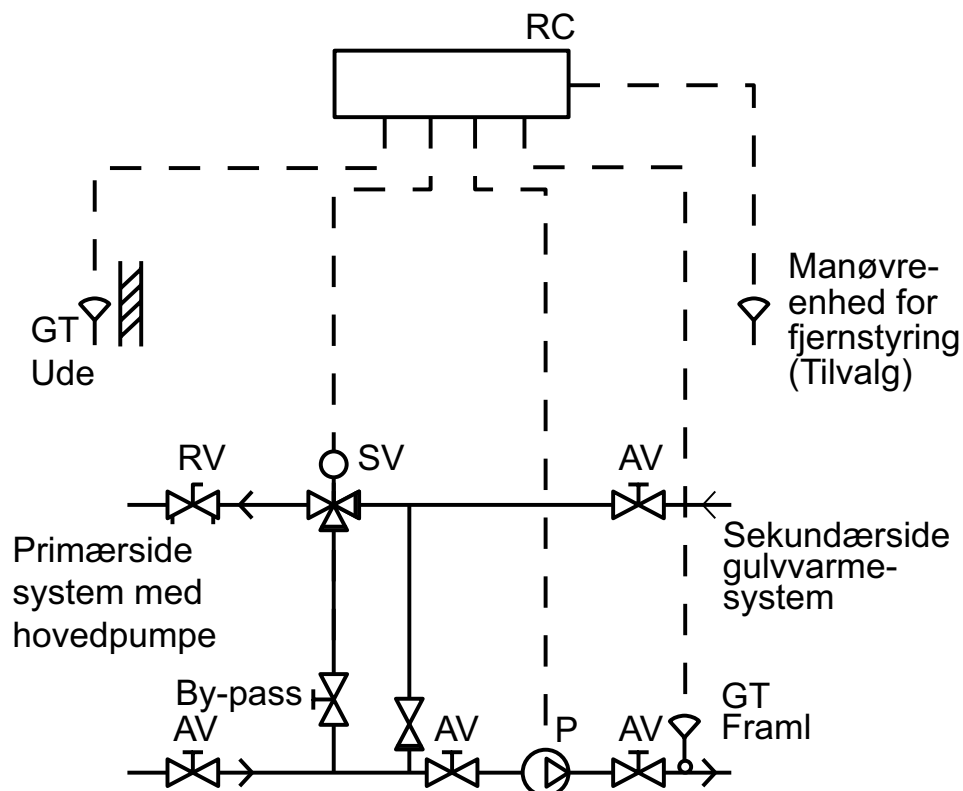 RC
Manøvre-
enhed for
fjernstyring
(Tilvalg)
GT
Ude
RV
SV
AV
Primærside
system med
hovedpumpe
Sekundærside
gulvvarme-
system
By-pass
GT
Framl
AV
AV
P
AV